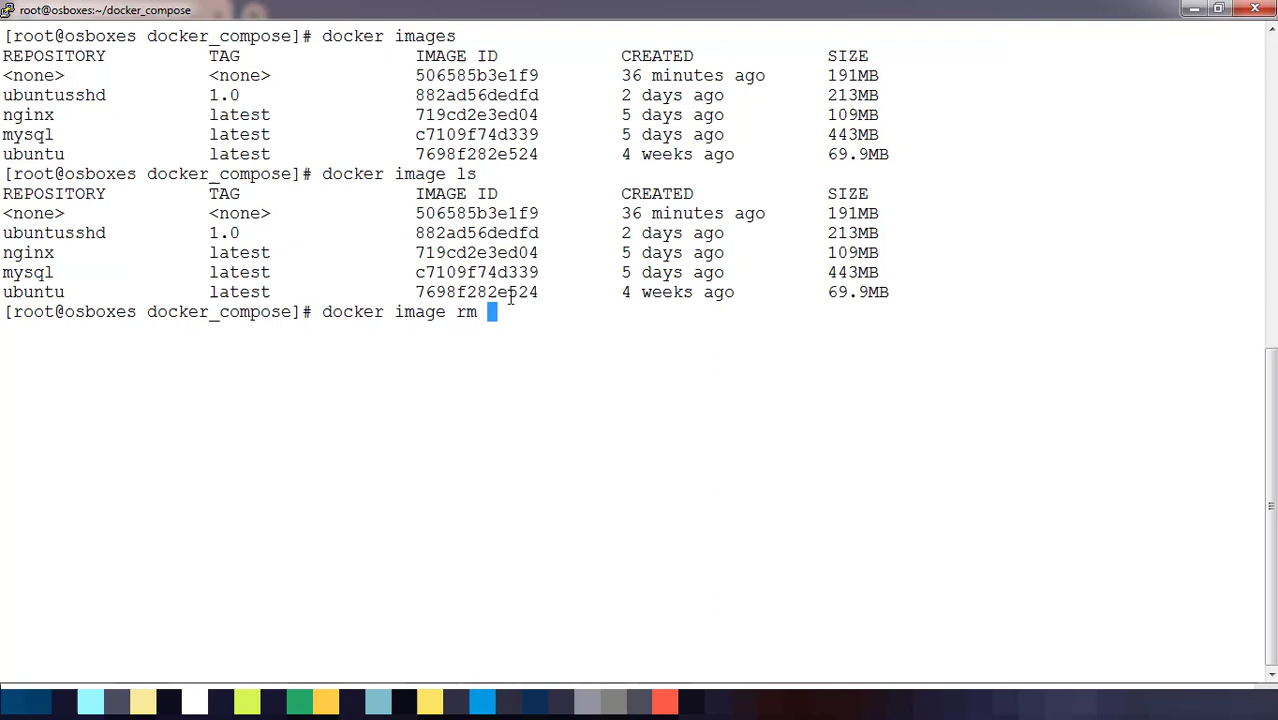 root@osboxes:~/docker_compose
[root@osboxes docker_compose]# docker images
REPOSITORY TAG IMAGE ID CREATED SIZE
<none> <none> 506585b3e1f9 36 minutes ago 191MB
ubuntusshd 1.0 882ad56dedfd 2 days ago 213MB
nginx latest 719cd2e3ed04 5 days ago 109MB
mysql latest c7109f74d339 5 days ago 443MB
ubuntu latest 7698f282e524 4 weeks ago 69.9MB
[root@osboxes docker_compose]# docker image ls
REPOSITORY TAG IMAGE ID CREATED SIZE
<none> <none> 506585b3e1f9 36 minutes ago 191MB
ubuntusshd 1.0 882ad56dedfd 2 days ago 213MB
nginx latest 719cd2e3ed04 5 days ago 109MB
mysql latest c7109f74d339 5 days ago 443MB
ubuntu latest 7698f282e524 4 weeks ago 69.9MB
[root@osboxes docker_compose]# docker image rm